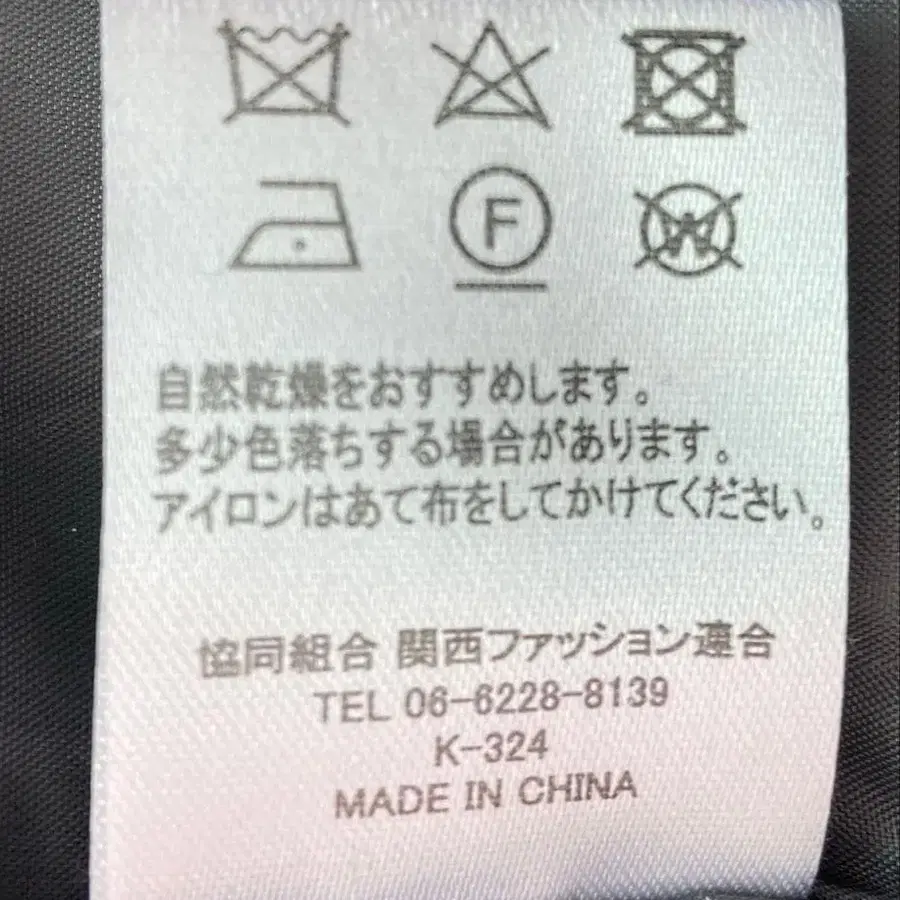 F
W
自然乾燥をおすすめします。
多少色落ちする場合があります。
アイロンはあて布をしてかけてください。
協同組合 関西ファッション連合
TEL 06-6228-8139
K-324
MADE IN CHINA